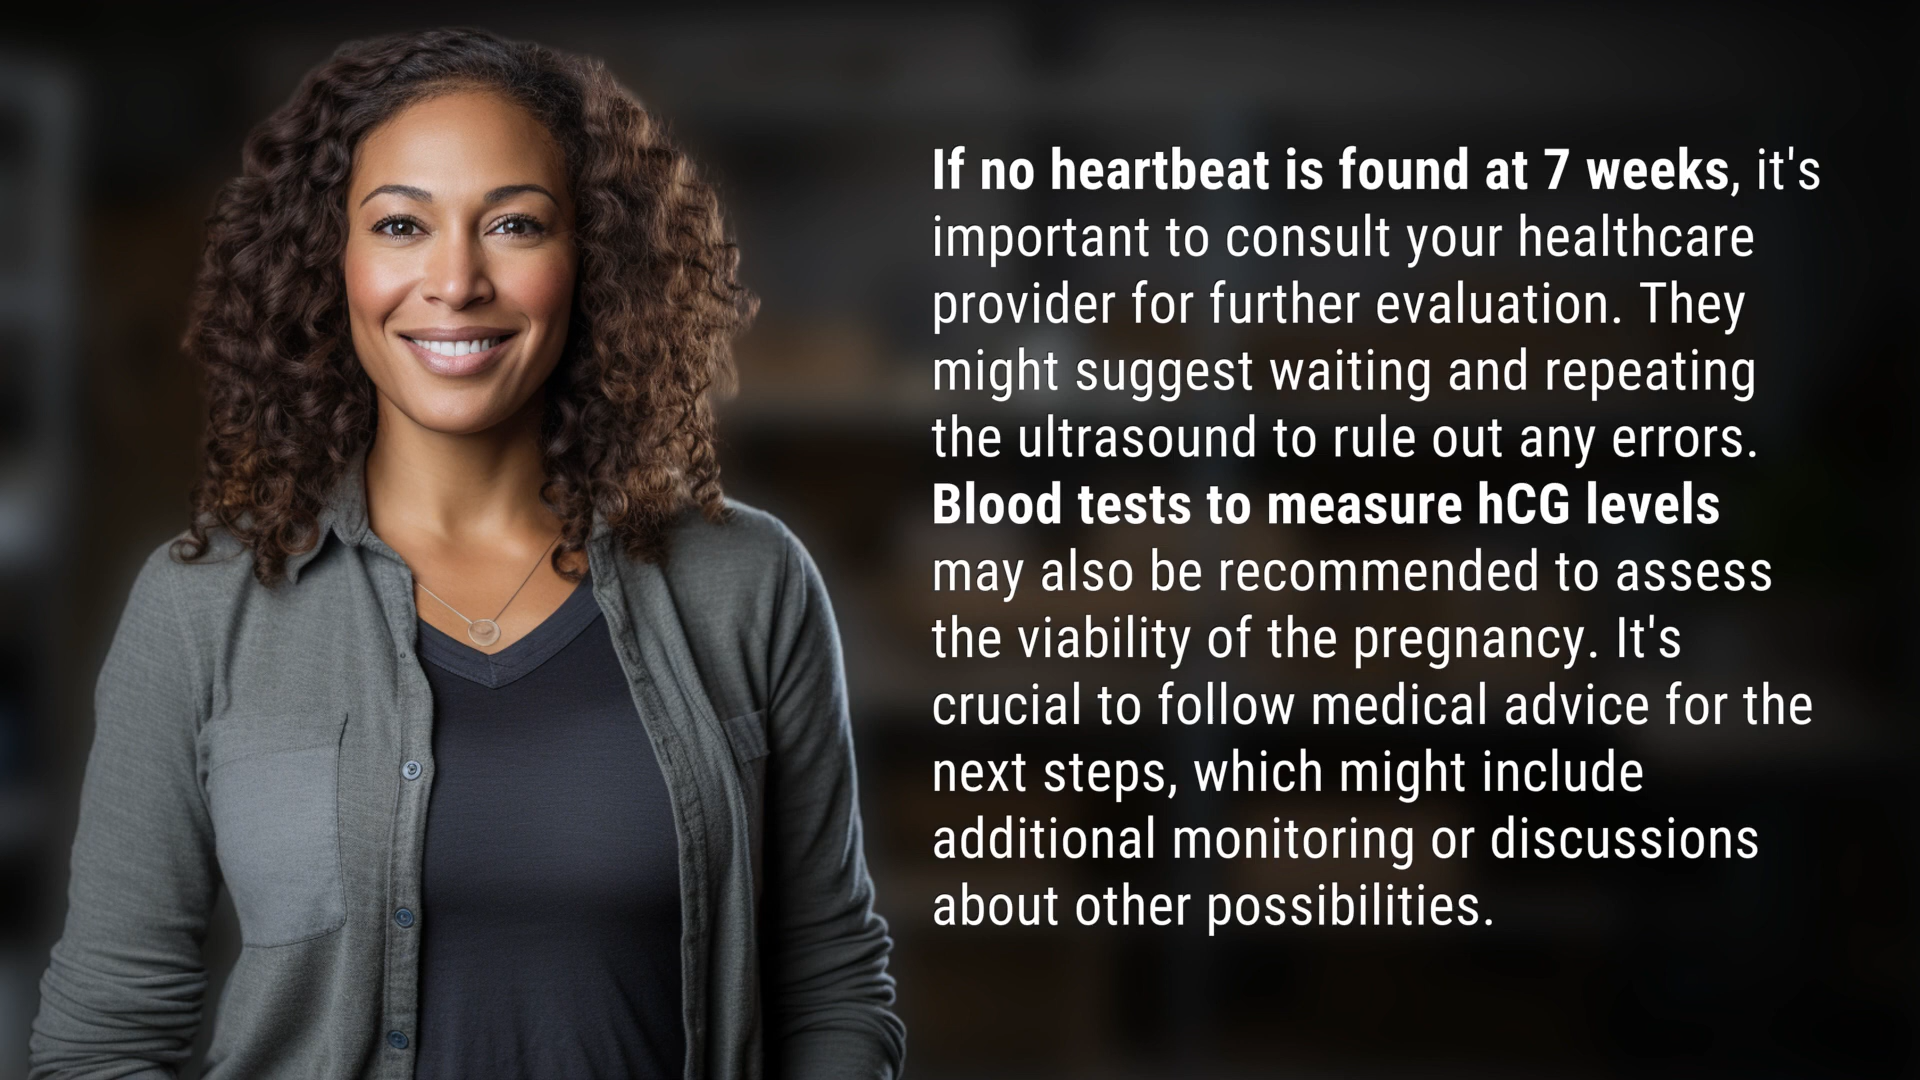 If no heartbeat is found at 7 weeks, it's
important to consult your healthcare
provider for further evaluation. They
might suggest waiting and repeating
the ultrasound to rule out any errors.
Blood tests to measure hCG levels
may also be recommended to assess
the viability of the pregnancy. It's
crucial to follow medical advice for the
next steps, which might include
additional monitoring or discussions
about other possibilities.